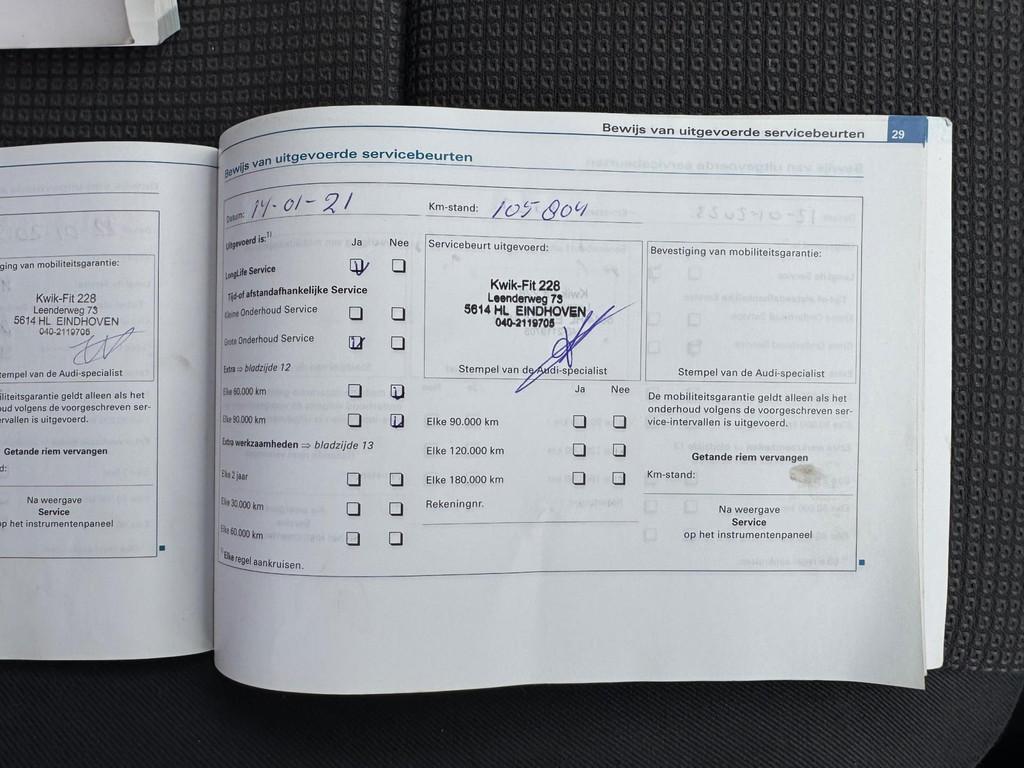 ging van mobiliteitsgarantie:
Kwik-Fit 228
Leenderweg 73
5614 HL EINDHOVEN
040-2119705
tempel van de Audi-specialist
iliteitsgarantie geldt alleen als het
oud volgens de voorgeschreven ser-
ervallen is uitgevoerd.
Getande riem vervangen
d:
Na weergave
Service
op het instrumentenpaneel
Bewijs van uitgevoerde servicebeurten 29
Bewijs van uitgevoerde servicebeurten
Datum: 14-01-21 Km-stand: 105 804
Uitgevoerd is:1) Ja Nee
LongLife Service
Tijd-of afstandafhankelijke Service
Kleine Onderhoud Service
Grote Onderhoud Service
Extra ⇒ bladzijde 12
Elke 60.000 km
Elke 90.000 km
Extra werkzaamheden ⇒ bladzijde 13
Elke 2 jaar
Elke 30.000 km
Elke 60.000 km
1) Elke regel aankruisen.
Servicebeurt uitgevoerd:
Kwik-Fit 228
Leenderweg 73
5614 HL EINDHOVEN
040-2119705
Stempel van de Audi-specialist
Ja Nee
Elke 90.000 km
Elke 120.000 km
Elke 180.000 km
Rekeningnr.
Bevestiging van mobiliteitsgarantie:
Stempel van de Audi-specialist
De mobiliteitsgarantie geldt alleen als het
onderhoud volgens de voorgeschreven ser-
vice-intervallen is uitgevoerd.
Getande riem vervangen
Km-stand:
Na weergave
Service
op het instrumentenpaneel